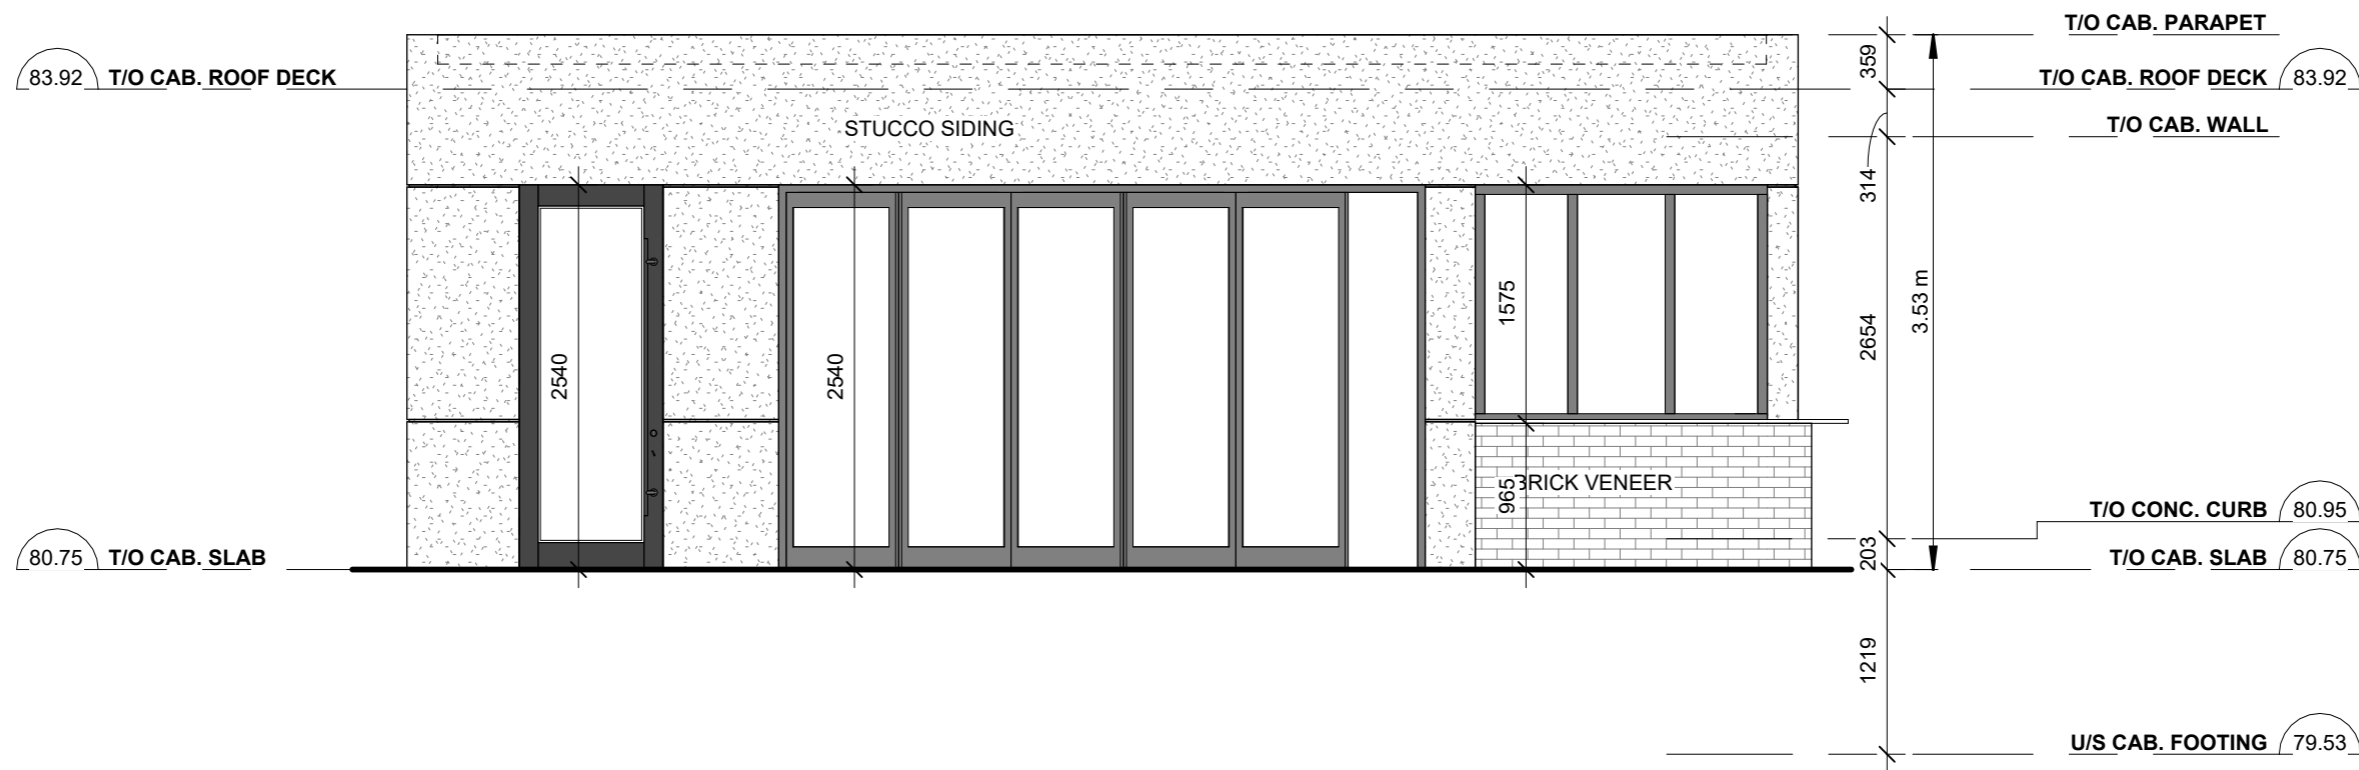 T/O CAB. PARAPET
359
83.92 T/O CAB. ROOF DECK
T/O CAB. ROOF DECK 83.92
STUCCO SIDING
T/O CAB. WALL
314
1575
3.53 m
2654
2540
2540
BRICK VENEER
965
T/O CONC. CURB 80.95
203
80.75 T/O CAB. SLAB
T/O CAB. SLAB 80.75
1219
U/S CAB. FOOTING 79.53